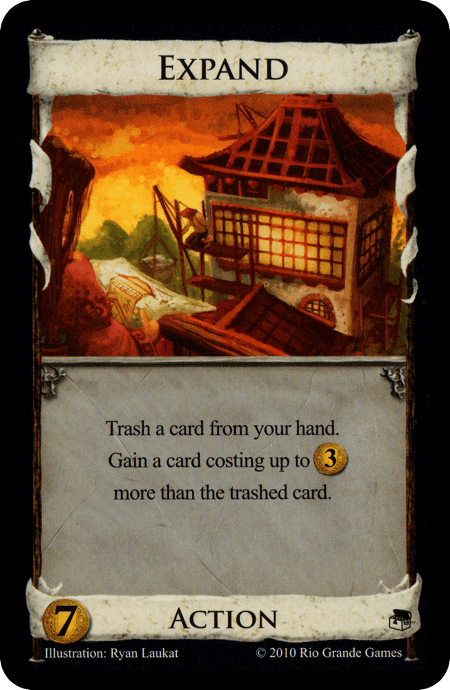 EXPAND
Trash a card from your hand.
Gain a card costing up to 3
more than the trashed card.
7
ACTION
Illustration: Ryan Laukat © 2010 Rio Grande Games